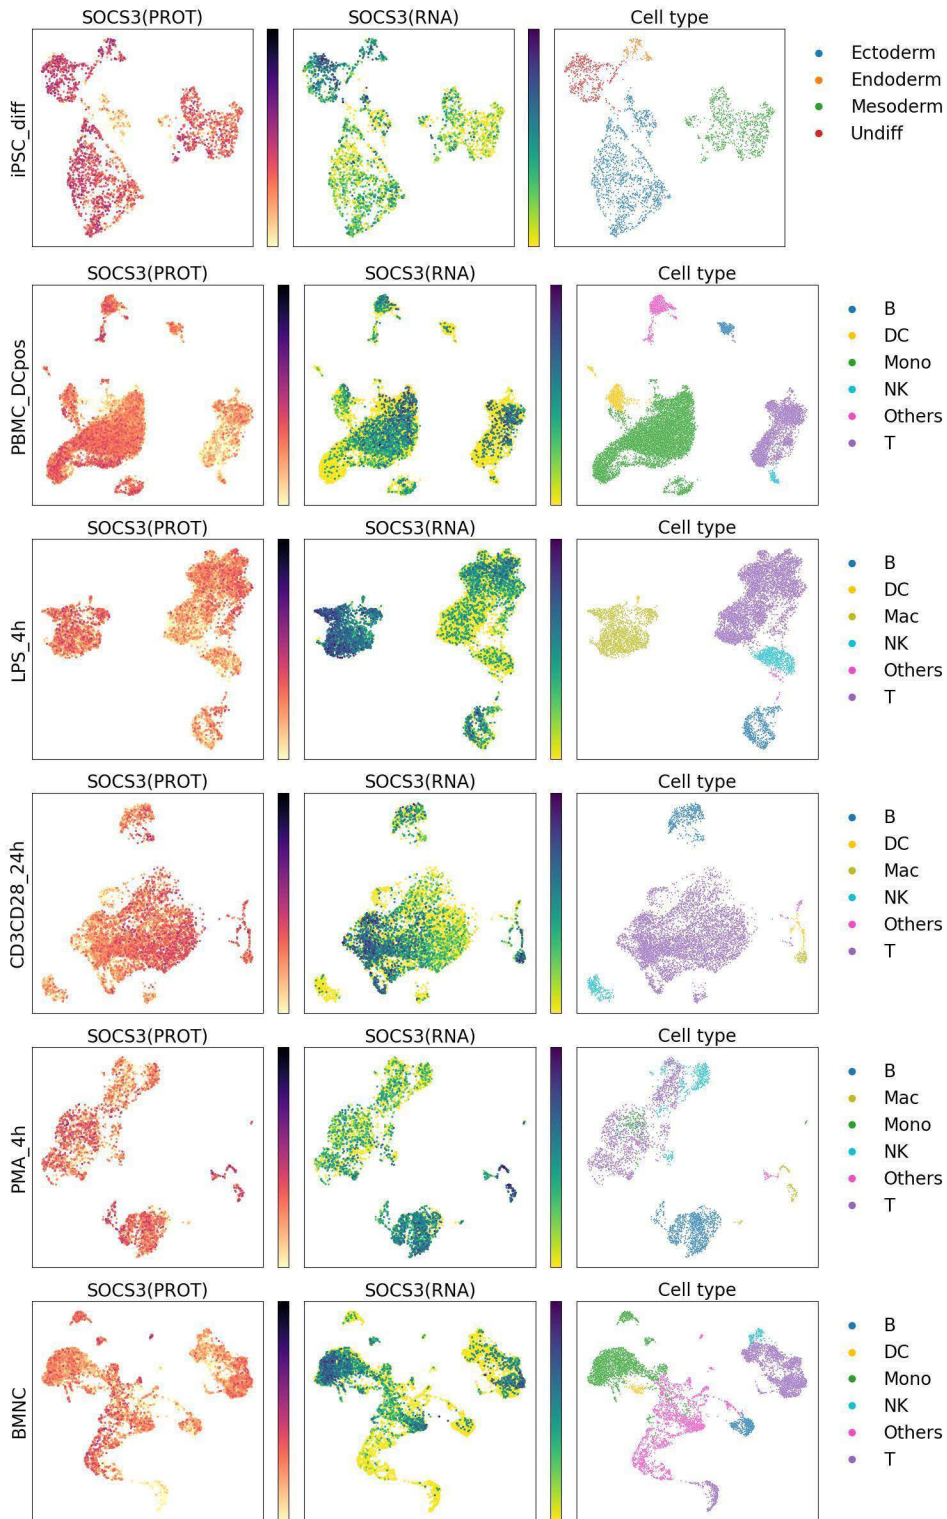 SOCS3(PROT) SOCS3(RNA) Cell type
iPSC_diff
Ectoderm
Endoderm
Mesoderm
Undiff
SOCS3(PROT) SOCS3(RNA) Cell type
PBMC_DCpos
B
DC
Mono
NK
Others
T
SOCS3(PROT) SOCS3(RNA) Cell type
LPS_4h
B
DC
Mac
NK
Others
T
SOCS3(PROT) SOCS3(RNA) Cell type
CD3CD28_24h
B
DC
Mac
NK
Others
T
SOCS3(PROT) SOCS3(RNA) Cell type
PMA_4h
B
Mac
Mono
NK
Others
T
SOCS3(PROT) SOCS3(RNA) Cell type
BMNC
B
DC
Mono
NK
Others
T